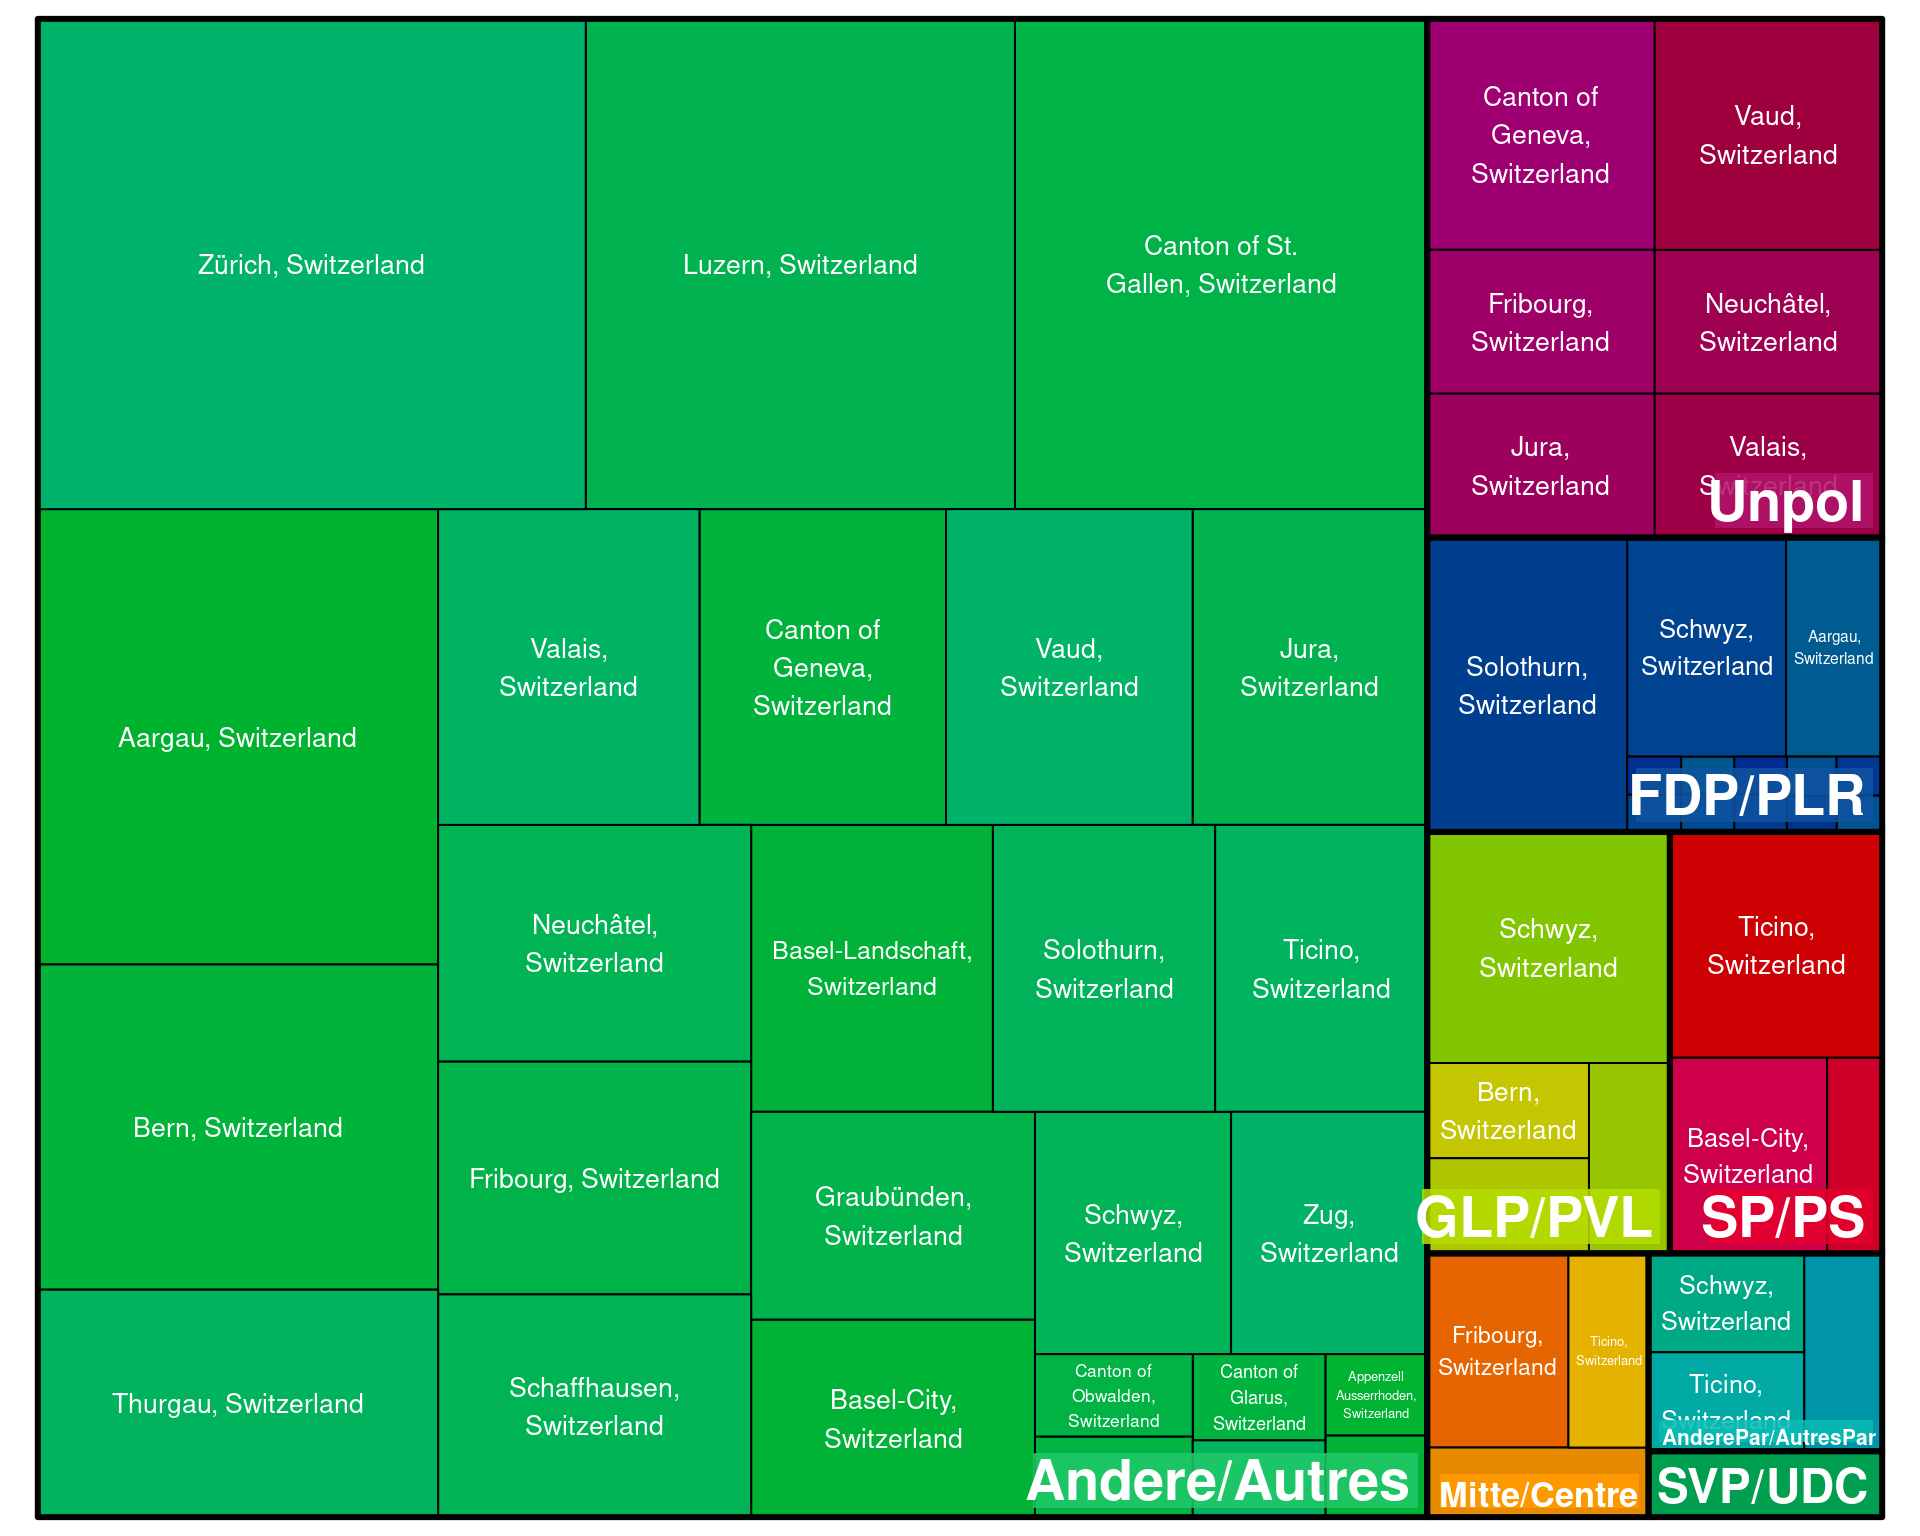 Zürich, Switzerland
Luzern, Switzerland
Canton of St.
Gallen, Switzerland
Aargau, Switzerland
Valais,
Switzerland
Canton of
Geneva,
Switzerland
Vaud,
Switzerland
Jura,
Switzerland
Bern, Switzerland
Neuchâtel,
Switzerland
Basel-Landschaft,
Switzerland
Solothurn,
Switzerland
Ticino,
Switzerland
Fribourg, Switzerland
Graubünden,
Switzerland
Schwyz,
Switzerland
Zug,
Switzerland
Thurgau, Switzerland
Schaffhausen,
Switzerland
Basel-City,
Switzerland
Canton of
Obwalden,
Switzerland
Canton of
Glarus,
Switzerland
Appenzell
Ausserrhoden,
Switzerland
Andere/Autres
Canton of
Geneva,
Switzerland
Vaud,
Switzerland
Fribourg,
Switzerland
Neuchâtel,
Switzerland
Jura,
Switzerland
Valais,
Switzerland
Unpol
Solothurn,
Switzerland
Schwyz,
Switzerland
Aargau,
Switzerland
FDP/PLR
Schwyz,
Switzerland
Bern,
Switzerland
GLP/PVL
Ticino,
Switzerland
Basel-City,
Switzerland
SP/PS
Fribourg,
Switzerland
Ticino,
Switzerland
Mitte/Centre
Schwyz,
Switzerland
Ticino,
Switzerland
AnderePar/AutresPar
SVP/UDC